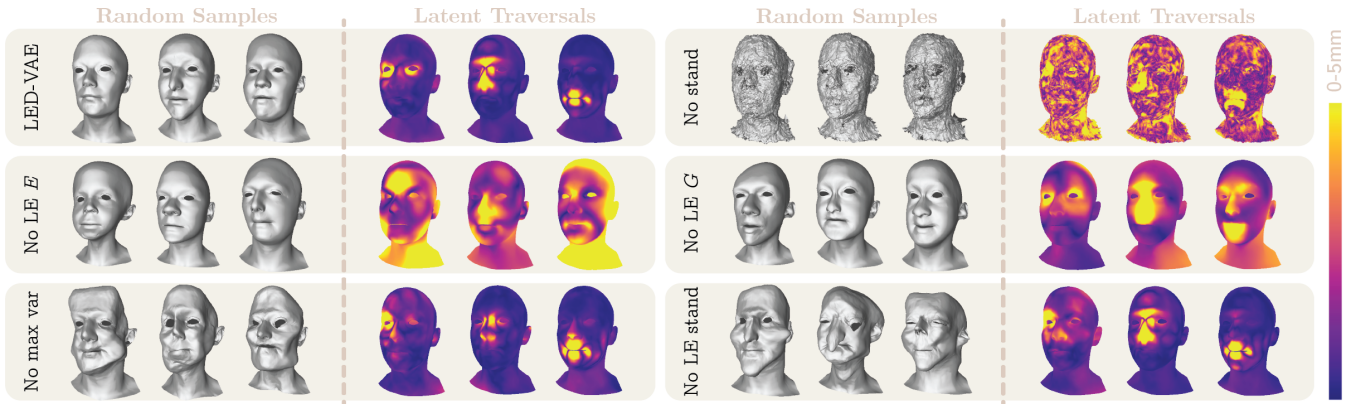 Random Samples
Latent Traversals
Random Samples
Latent Traversals
LED-VAE
No stand
No LE E
No LE G
No max var
No LE stand
0-5mm